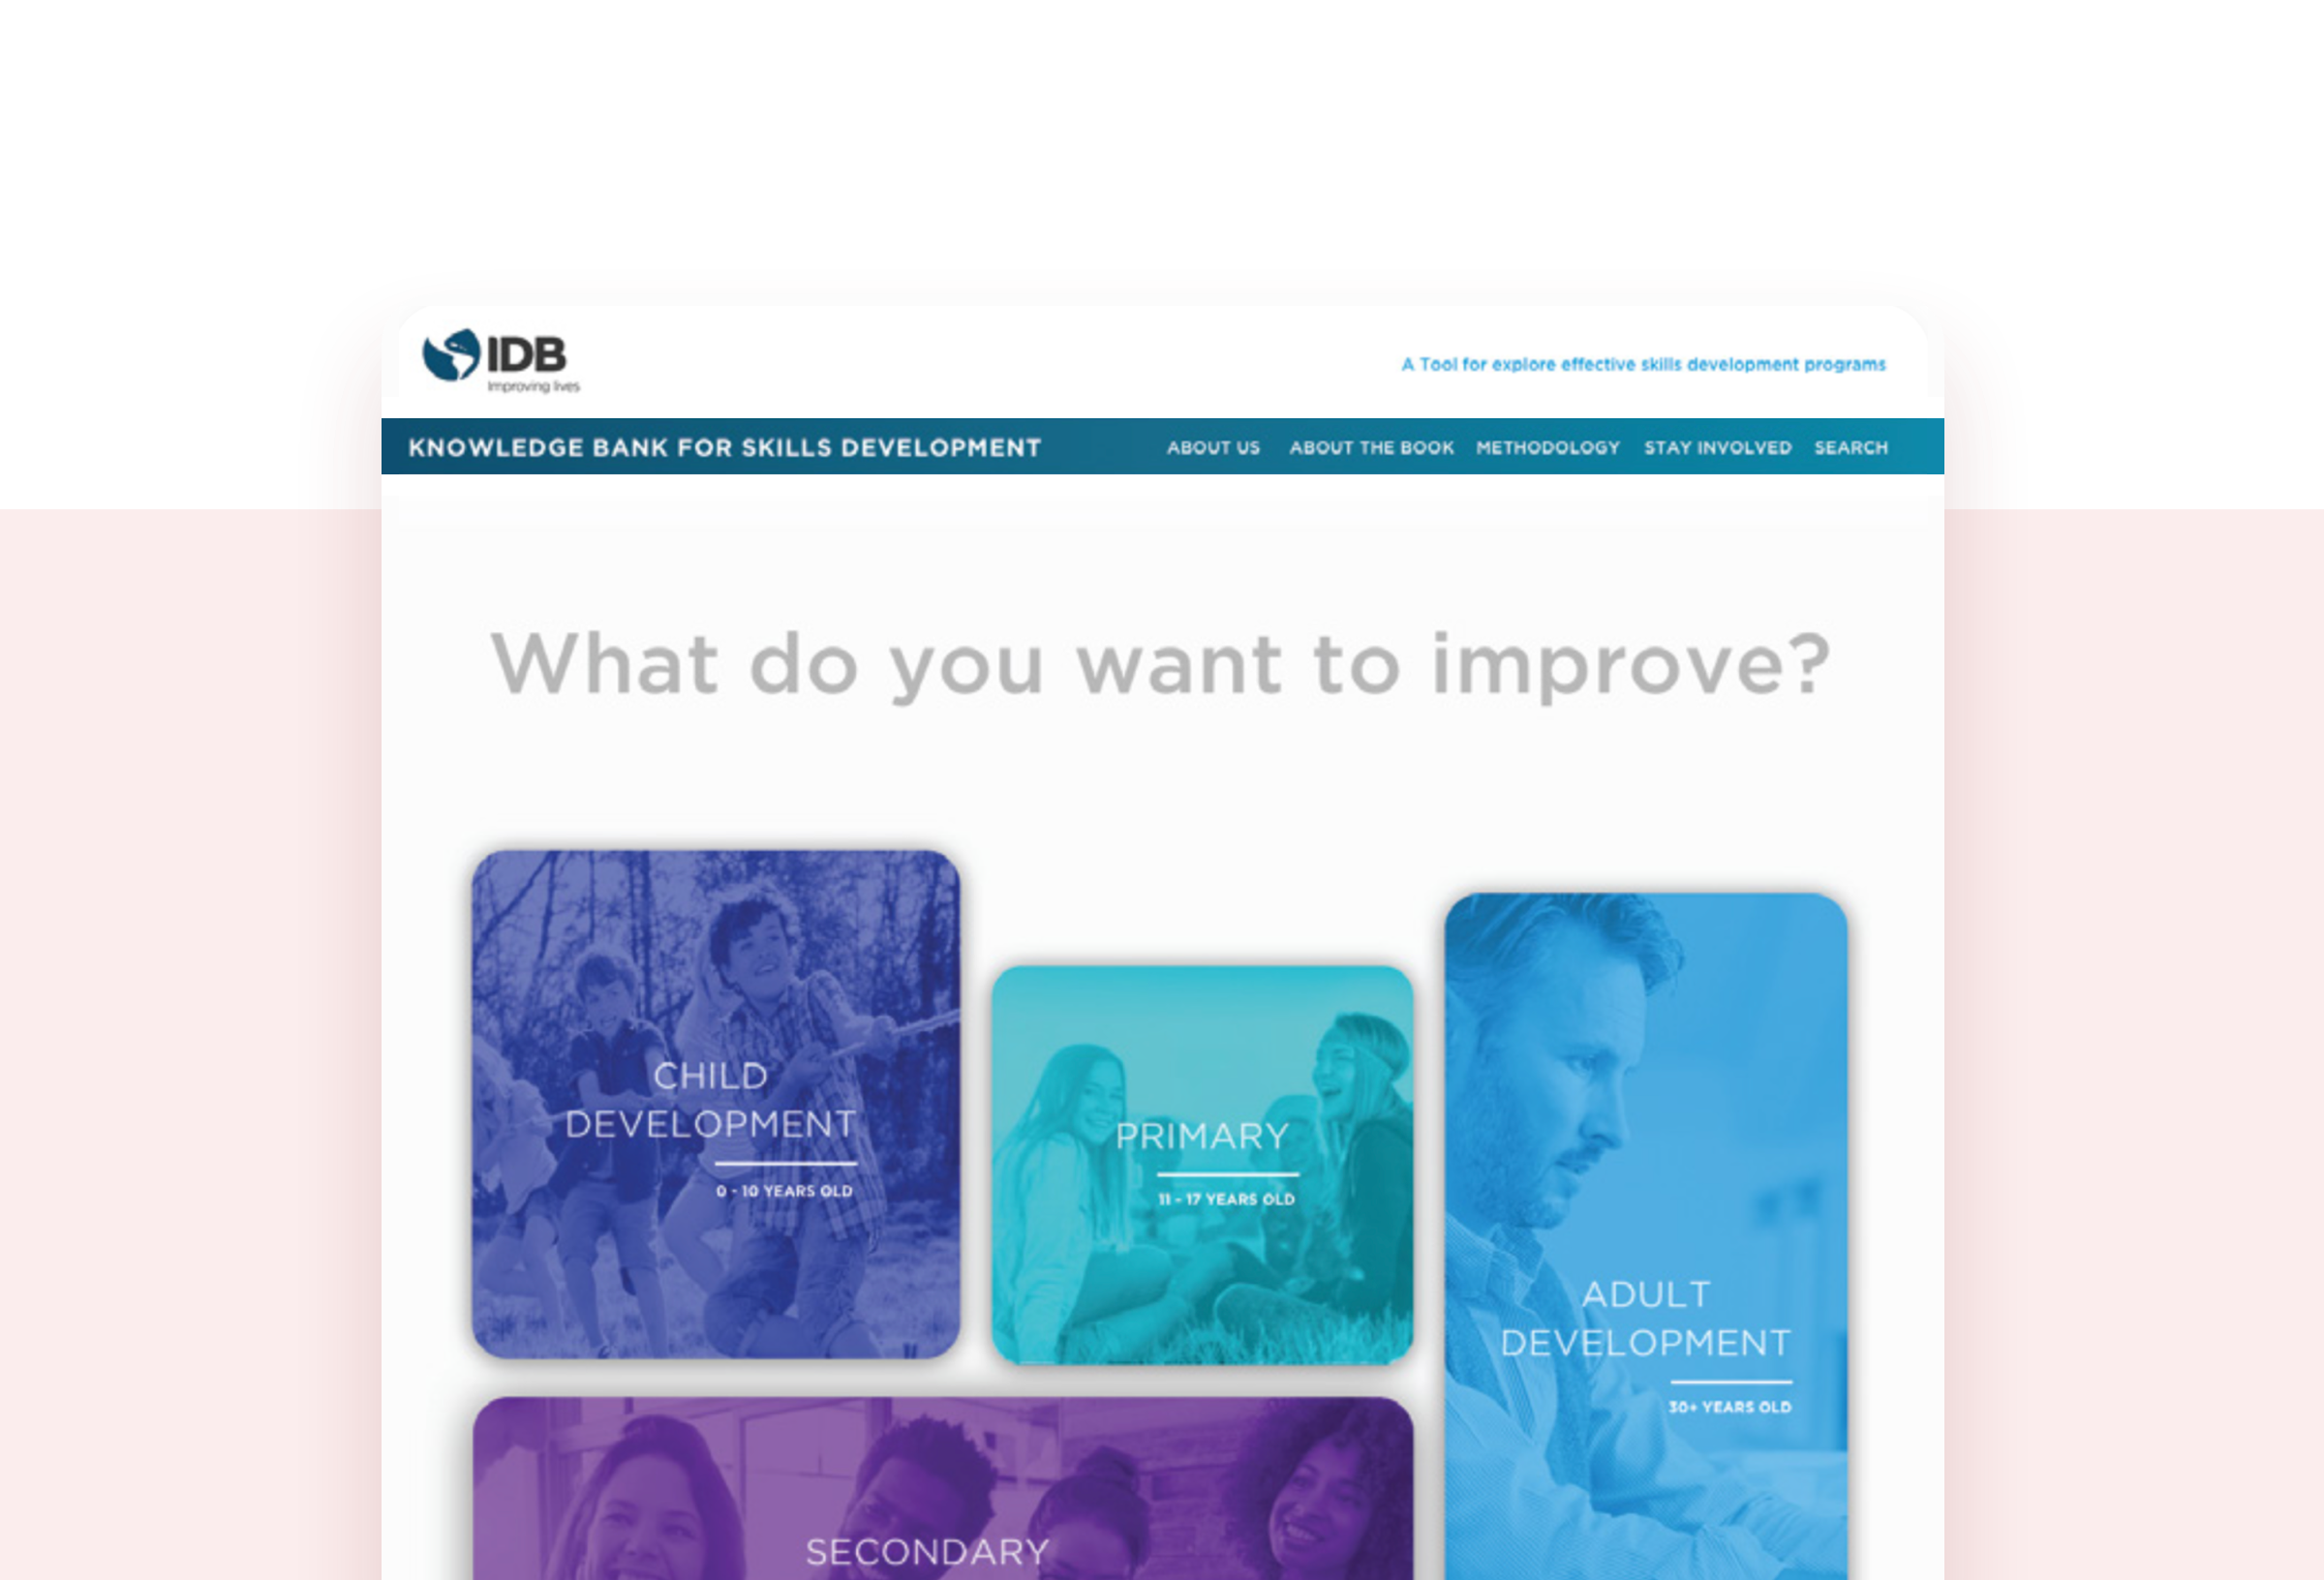 IDB
Improving lives
A Tool for explore effective skills development programs
KNOWLEDGE BANK FOR SKILLS DEVELOPMENT
ABOUT US ABOUT THE BOOK METHODOLOGY STAY INVOLVED SEARCH
What do you want to improve?
CHILD
DEVELOPMENT
0 - 10 YEARS OLD
PRIMARY
11 - 17 YEARS OLD
ADULT
DEVELOPMENT
30+ YEARS OLD
SECONDARY